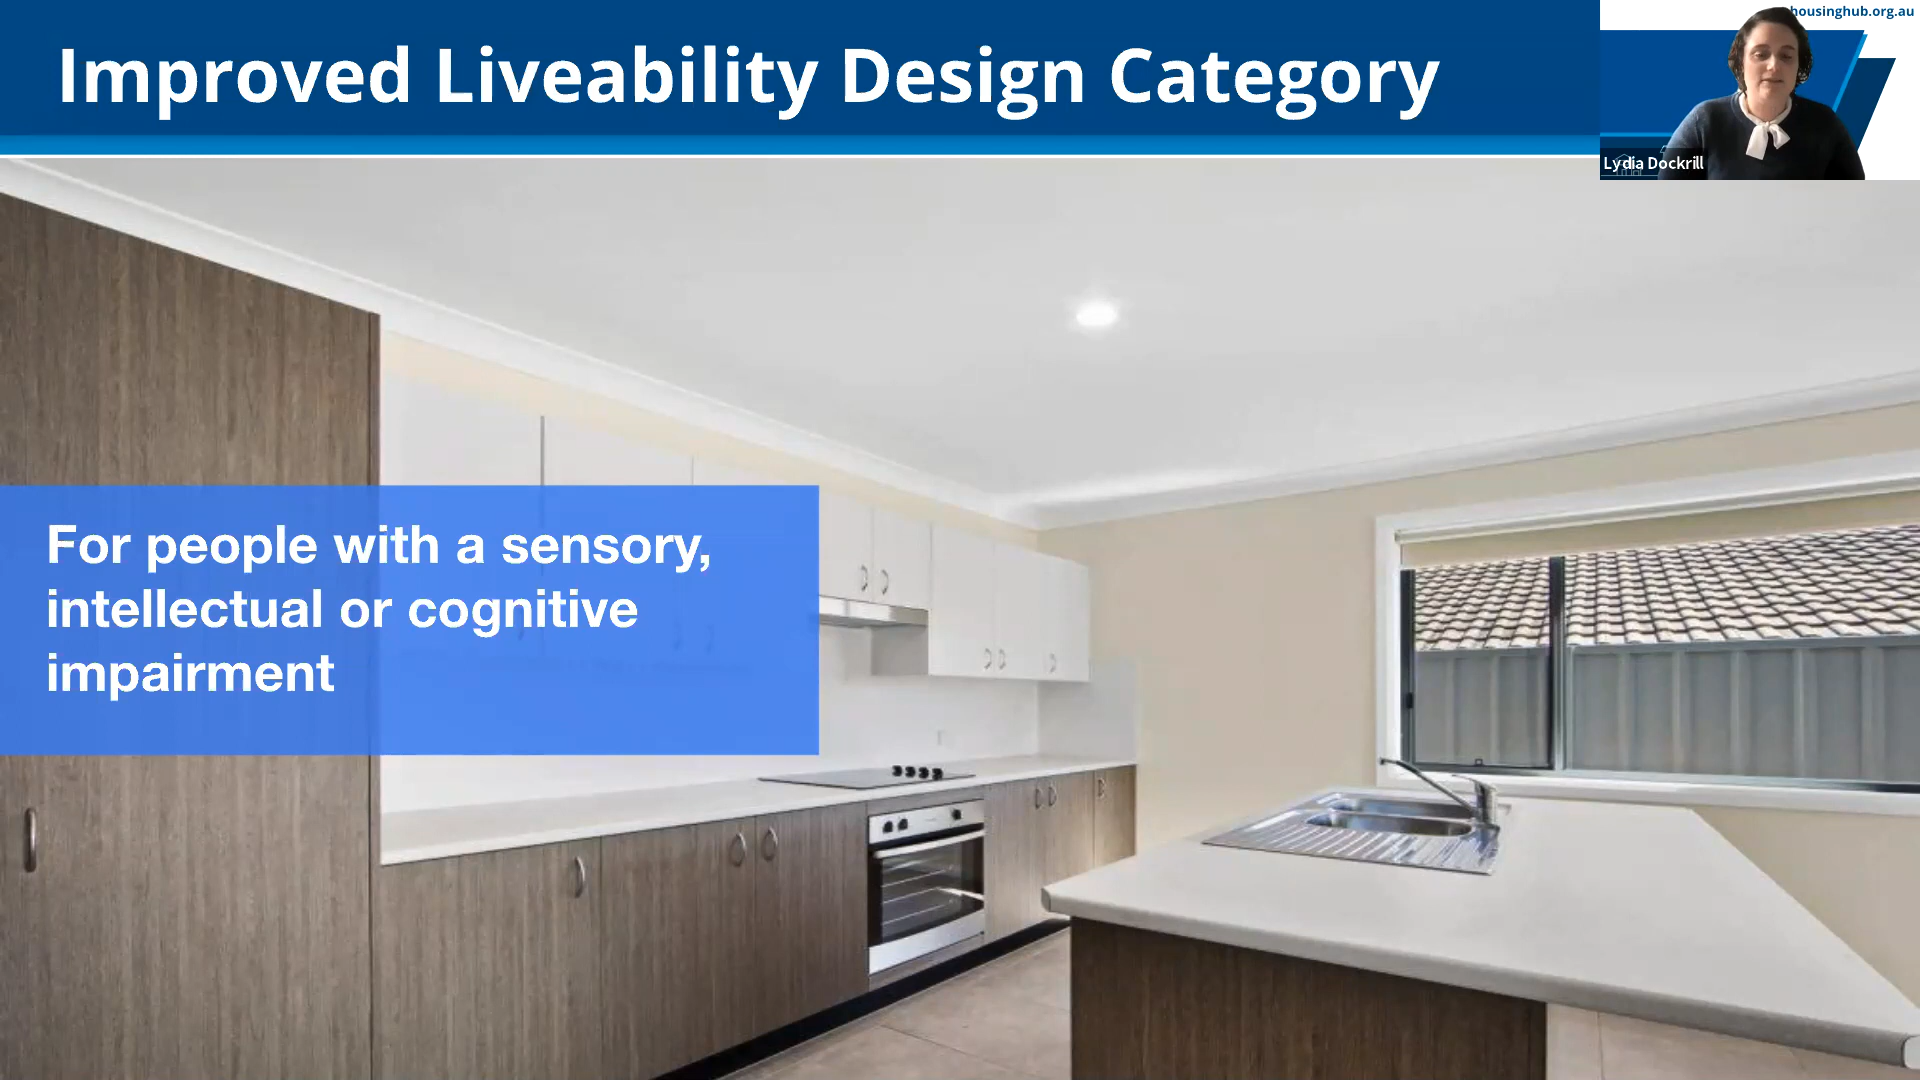 Improved Liveability Design Category
housinghub.org.au
Lydia Dockrill
For people with a sensory,
intellectual or cognitive
impairment